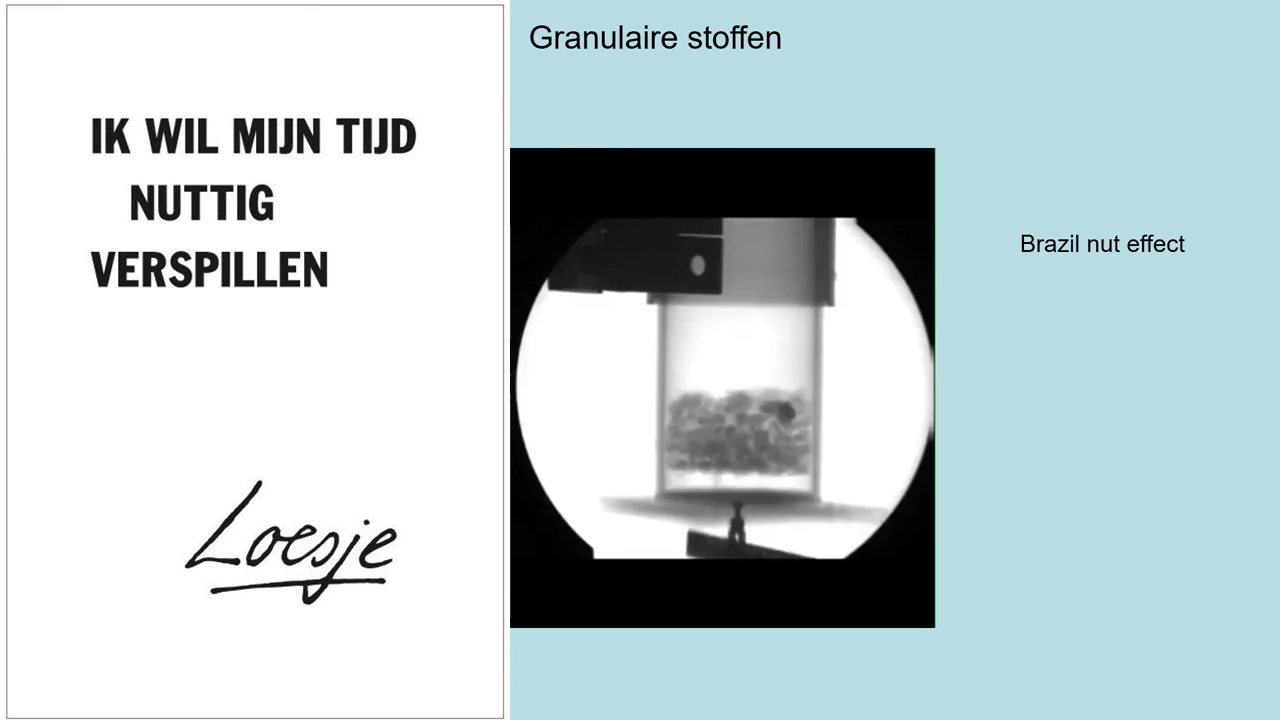 IK WIL MIJN TIJD
NUTTIG
VERSPILLEN
Loesje
Granulaire stoffen
Brazil nut effect